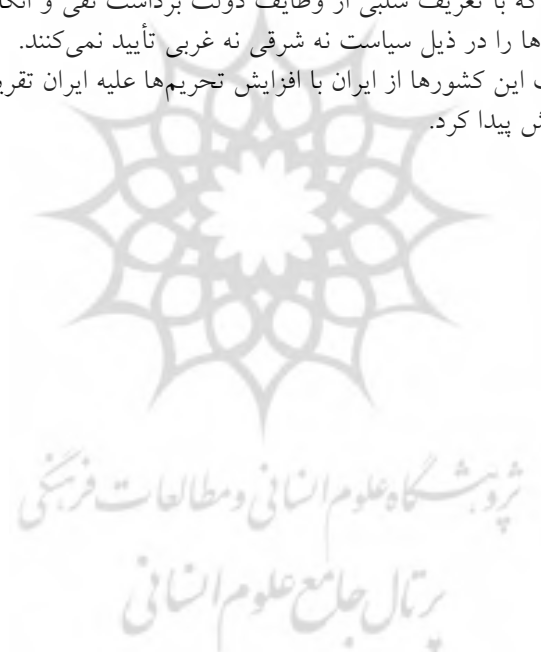 که با تعریف سلبی از وظایف دولت برداشت نفی و
ها را در ذیل سیاست نه شرقی نه غربی تأیید نمی‌کنند.
این کشورها از ایران با افزایش تحریم‌ها علیه ایران
پیدا کرد.
پژوهشگاه علوم انسانی و مطالعات فرهنگی
پرتال جامع علوم انسانی